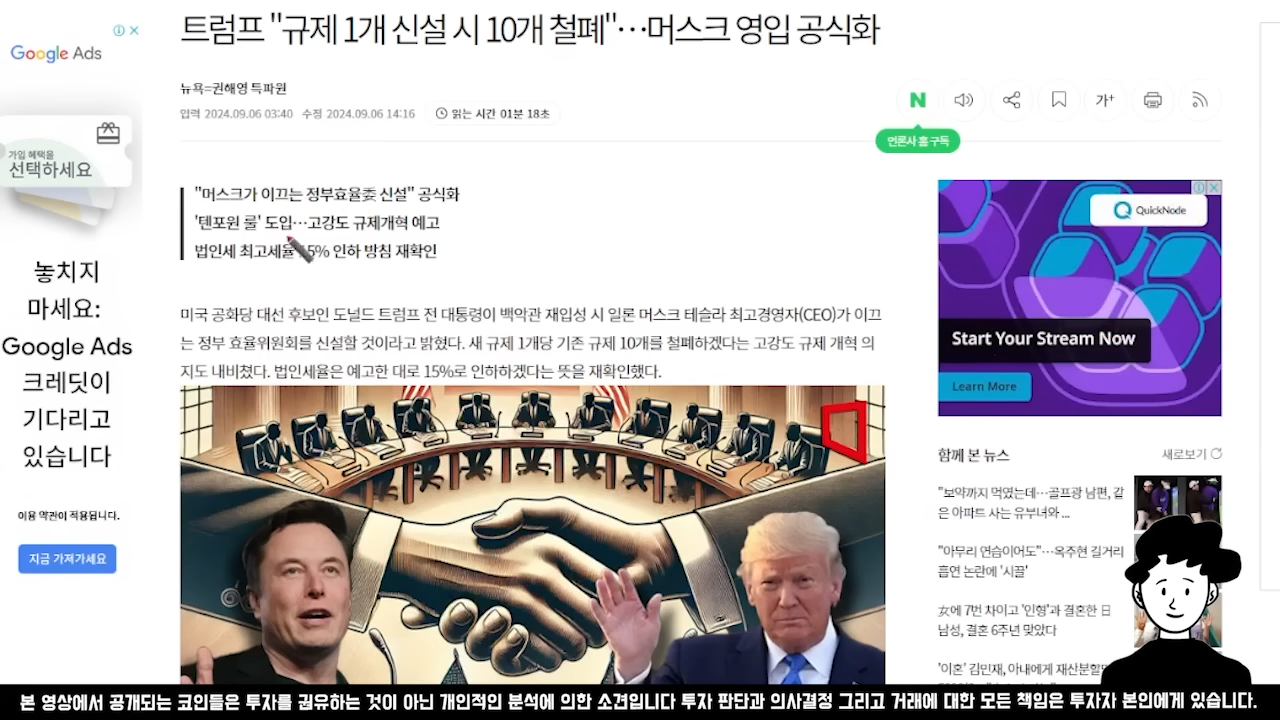 트럼프 "규제 1개 신설 시 10개 철폐"…머스크 영입 공식화
Google Ads
뉴욕=권해영 특파원
입력 2024.09.06 03:40 수정 2024.09.06 14:16 읽는 시간 01분 18초
N
가+
언론사 홈 구독
가입 혜택을
선택하세요
"머스크가 이끄는 정부효율委 신설" 공식화
'텐포원 룰' 도입…고강도 규제개혁 예고
법인세 최고세율 15% 인하 방침 재확인
QuickNode
Start Your Stream Now
Learn More
놓치지
마세요:
Google Ads
크레딧이
기다리고
있습니다
이용 약관이 적용됩니다.
지금 가져가세요
미국 공화당 대선 후보인 도널드 트럼프 전 대통령이 백악관 재입성 시 일론 머스크 테슬라 최고경영자(CEO)가 이끄
는 정부 효율위원회를 신설할 것이라고 밝혔다. 새 규제 1개당 기존 규제 10개를 철폐하겠다는 고강도 규제 개혁 의
지도 내비쳤다. 법인세율은 예고한 대로 15%로 인하하겠다는 뜻을 재확인했다.
함께 본 뉴스 새로보기
"보약까지 먹였는데…골프광 남편, 같
은 아파트 사는 유부녀와 ...
"아무리 연습이어도"…옥주현 길거리
흡연 논란에 '시끌'
女에 7번 차이고 '인형'과 결혼한 日
남성, 결혼 6주년 맞았다
'이혼' 김민재, 아내에게 재산분할만
본 영상에서 공개되는 코인들은 투자를 권유하는 것이 아닌 개인적인 분석에 의한 소견입니다 투자 판단과 의사결정 그리고 거래에 대한 모든 책임은 투자자 본인에게 있습니다.